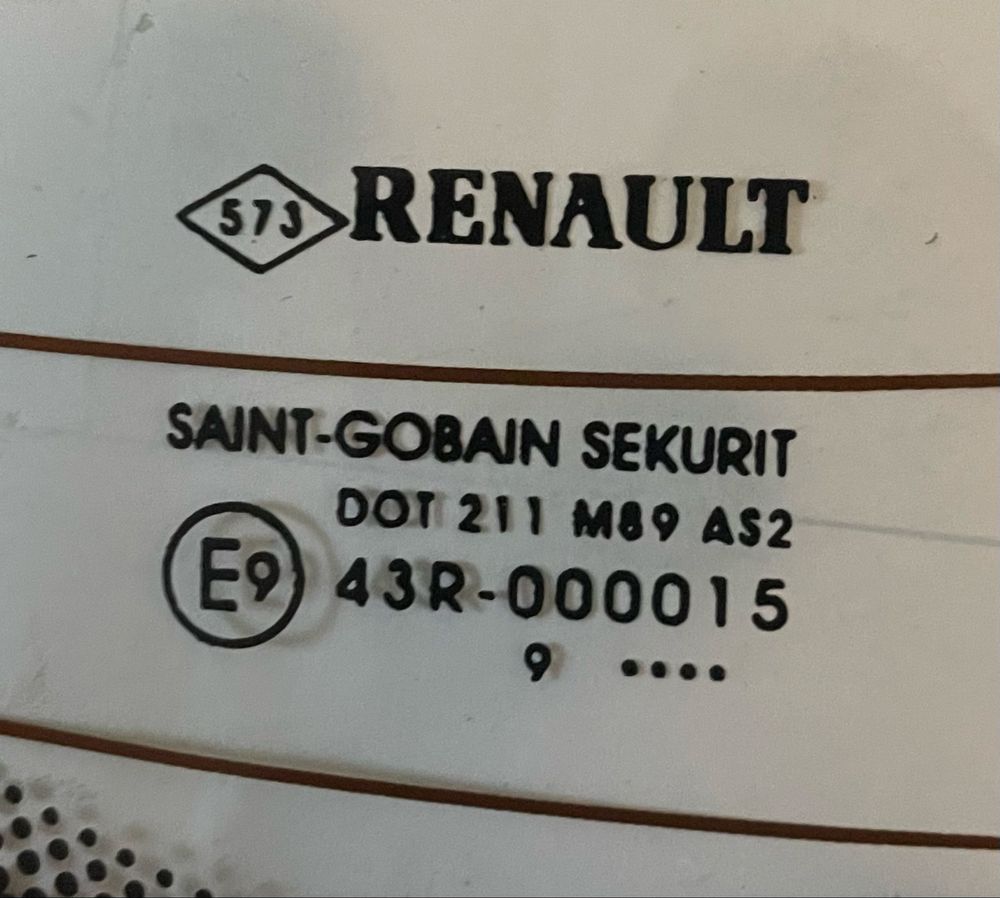 573 RENAULT
SAINT-GOBAIN SEKURIT
DOT 211 M89 AS2
E9 43R-000015
9 ••••